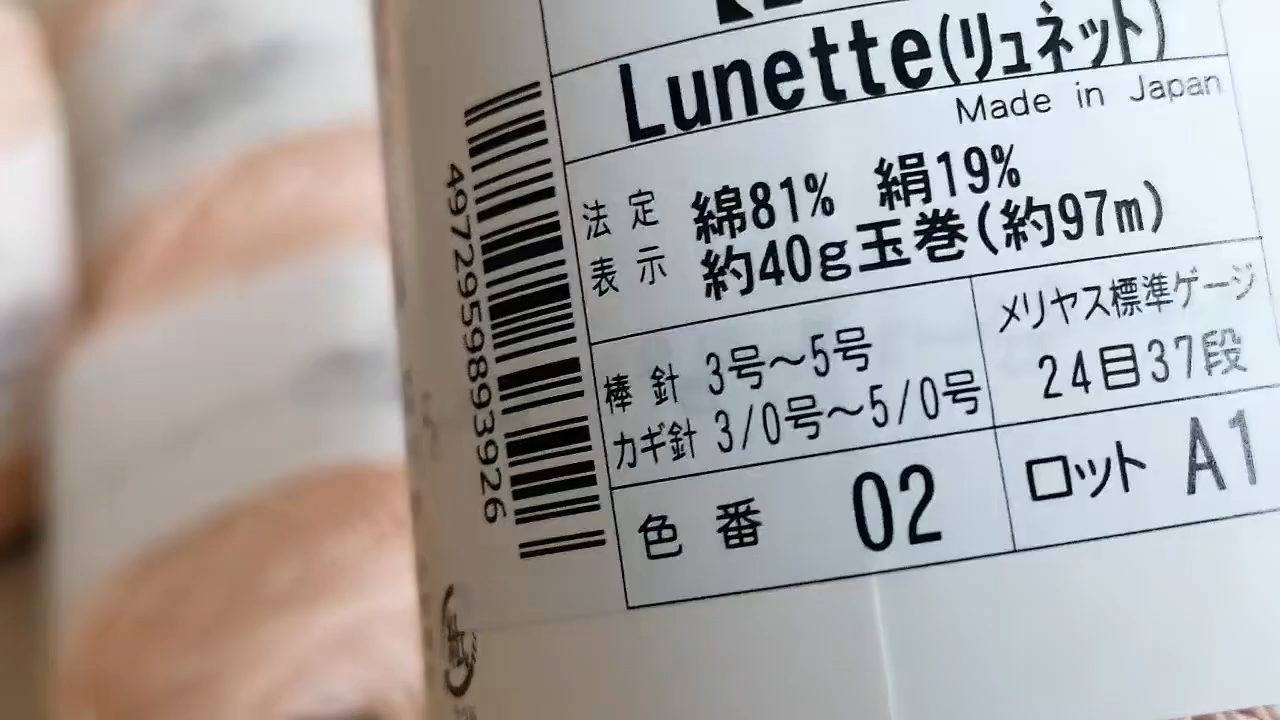 Lunette(リュネット)
Made in Japan
法定表示 綿81% 絹19%
約40g玉巻(約97m)
棒針 3号～5号
カギ針 3/0号～5/0号
メリヤス標準ゲージ
24目37段
色番 02
ロット A1
4972959893926